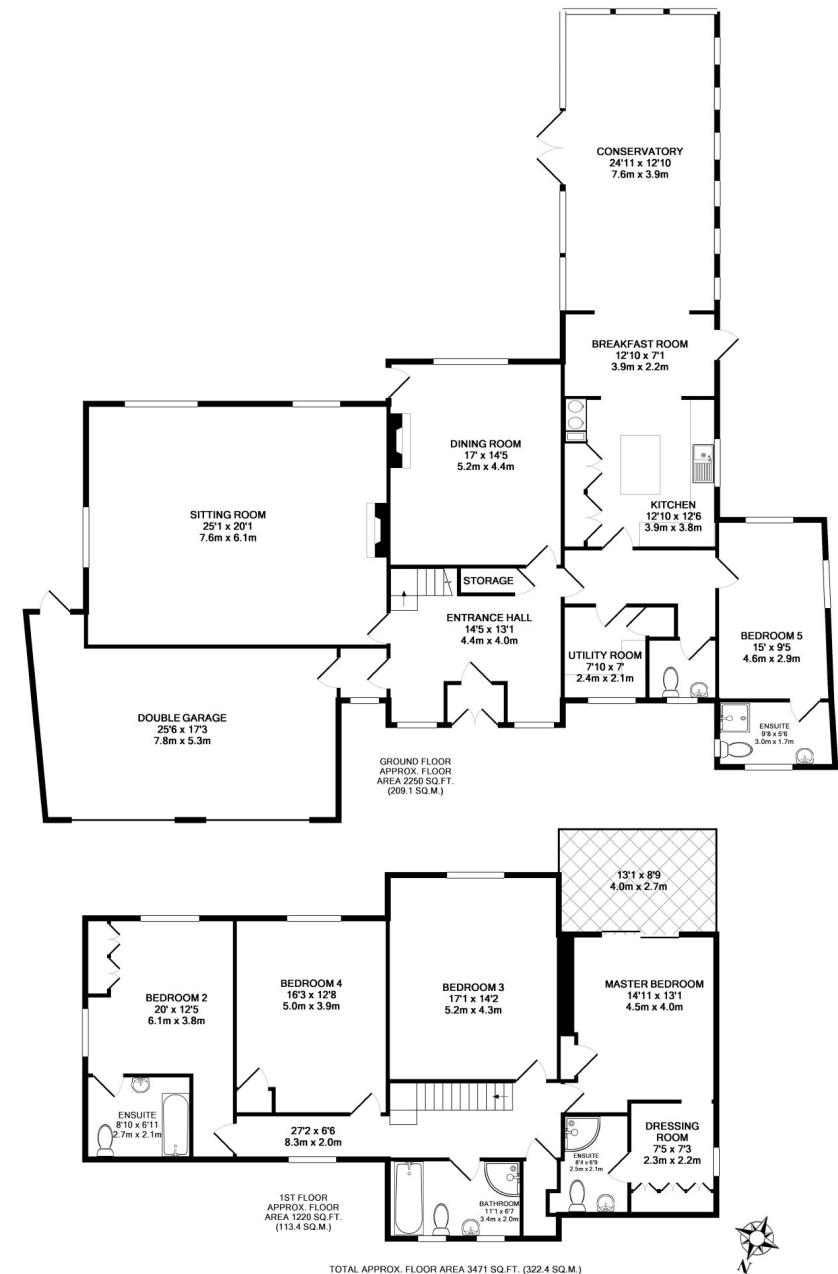 CONSERVATORY
24'11 x 12'10
7.6m x 3.9m
BREAKFAST ROOM
12'10 x 7'1
3.9m x 2.2m
DINING ROOM
17' x 14'5
5.2m x 4.4m
KITCHEN
12'10 x 12'6
3.9m x 3.8m
SITTING ROOM
25'1 x 20'1
7.6m x 6.1m
STORAGE
ENTRANCE HALL
14'5 x 13'1
4.4m x 4.0m
UTILITY ROOM
7'10 x 7'
2.4m x 2.1m
BEDROOM 5
15' x 9'5
4.6m x 2.9m
DOUBLE GARAGE
25'6 x 17'3
7.8m x 5.3m
ENSUITE
9'8 x 5'6
3.0m x 1.7m
GROUND FLOOR
APPROX. FLOOR
AREA 2250 SQ.FT.
(209.1 SQ.M.)
13'1 x 8'9
4.0m x 2.7m
BEDROOM 2
20' x 12'5
6.1m x 3.8m
BEDROOM 4
16'3 x 12'8
5.0m x 3.9m
BEDROOM 3
17'1 x 14'2
5.2m x 4.3m
MASTER BEDROOM
14'11 x 13'1
4.5m x 4.0m
ENSUITE
8'10 x 6'11
2.7m x 2.1m
27'2 x 6'6
8.3m x 2.0m
ENSUITE
8'4 x 6'9
2.5m x 2.1m
DRESSING
ROOM
7'5 x 7'3
2.3m x 2.2m
BATHROOM
11'1 x 6'7
3.4m x 2.0m
1ST FLOOR
APPROX. FLOOR
AREA 1220 SQ.FT.
(113.4 SQ.M.)
N
TOTAL APPROX. FLOOR AREA 3471 SQ.FT. (322.4 SQ.M.)